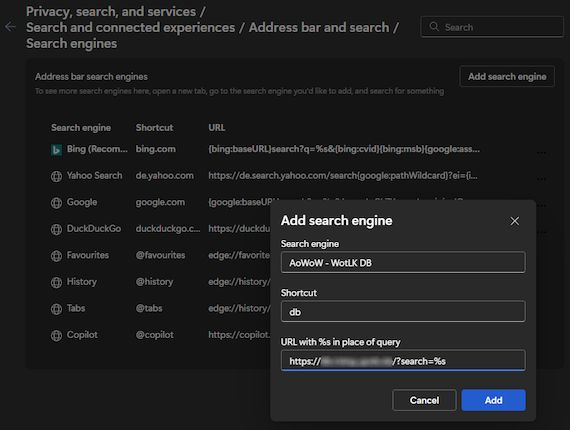 Privacy, search, and services /
Search and connected experiences / Address bar and search /
Search engines
Search
Address bar search engines
Add search engine
To see more search engines here, open a new tab, go to the search engine you'd like to add, and search for something
Search engine Shortcut URL
Bing (Recom... bing.com {bing:baseURL}search?q=%s&{bing:cvid}{bing:msb}{google:ass...
Yahoo Search de.yahoo.com https://de.search.yahoo.com/search{google:pathWildcard}?ei={i...
Google google.com {google:baseURL
DuckDuckGo duckduckgo.c... https://duckdu
Favourites @favourites edge://favorite
History @history edge://history/
Tabs @tabs edge://history/
Copilot @copilot https://copilot.
Add search engine
Search engine
AoWoW - WotLK DB
Shortcut
db
URL with %s in place of query
https:// /?search=%s
Cancel Add